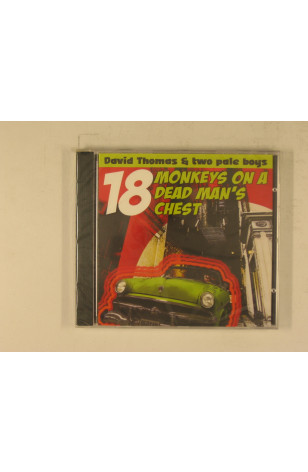 David Thomas & two pale boys
18 MONKEYS ON A
DEAD MAN'S
CHEST